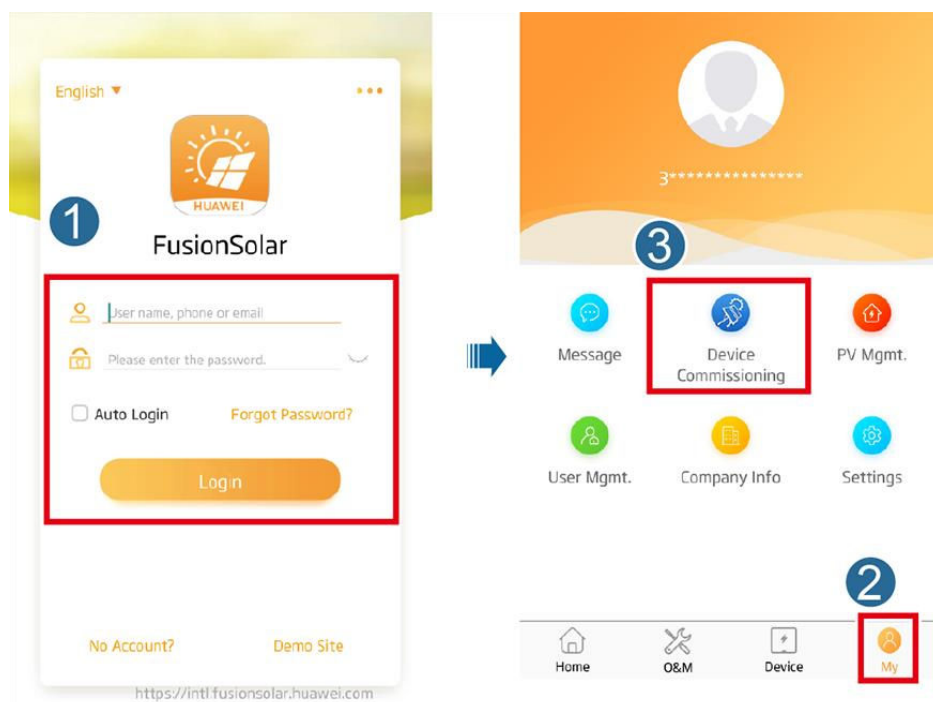 English ▼
HUAWEI
1
FusionSolar
User name, phone or email
Please enter the password.
Auto Login Forgot Password?
Login
No Account? Demo Site
https://intl.fusionsolar.huawei.com
3***************
3
Message
Device
Commissioning
PV Mgmt.
User Mgmt.
Company Info
Settings
2
Home
O&M
Device
My